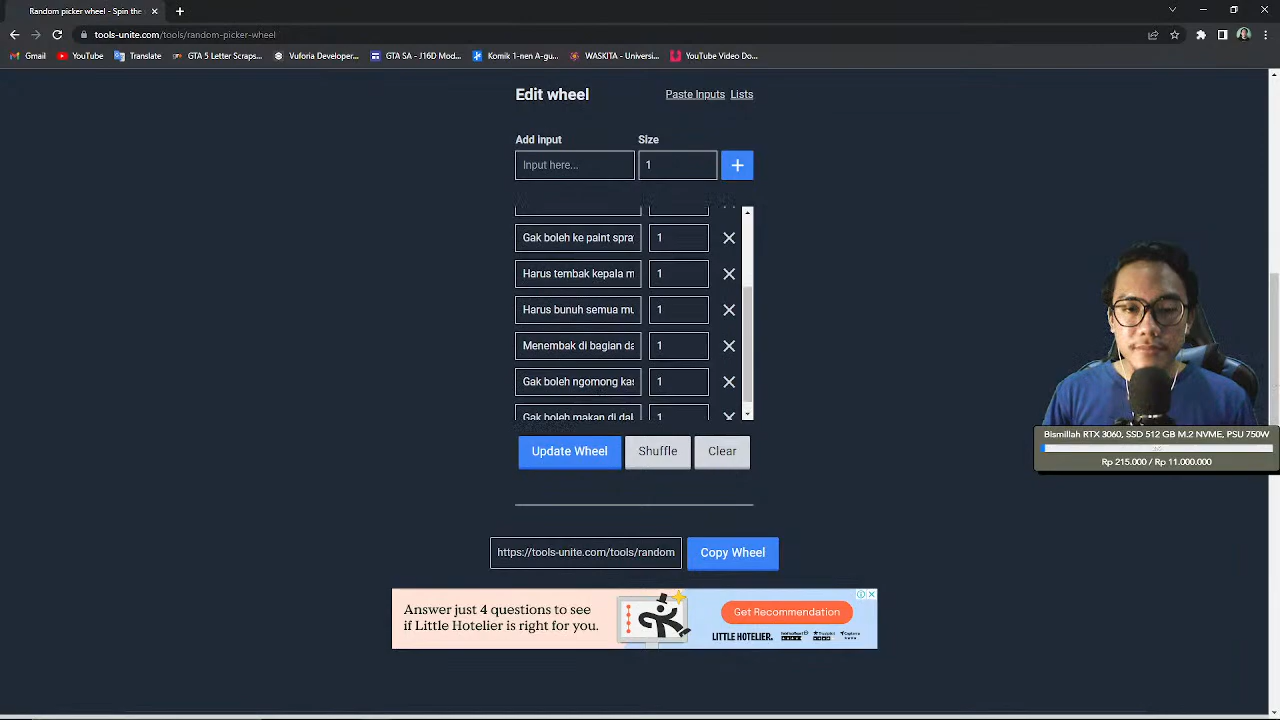 Random picker wheel - Spin the
tools-unite.com/tools/random-picker-wheel
Gmail
YouTube
Translate
GTA 5 Letter Scraps...
Vuforia Developer...
GTA SA - J16D Mod...
Komik 1-nen A-gu...
WASKITA - Universi...
YouTube Video Do...
Edit wheel
Paste Inputs
Lists
Add input
Size
Input here...
1
+
Gak boleh ke paint spra
1
Harus tembak kepala m
1
Harus bunuh semua mu
1
Menembak di bagian da
1
Gak boleh ngomong kas
1
Gak boleh makan di dal
1
Update Wheel
Shuffle
Clear
https://tools-unite.com/tools/random
Copy Wheel
Answer just 4 questions to see
if Little Hotelier is right for you.
Get Recommendation
LITTLE HOTELIER.
Bismillah RTX 3060, SSD 512 GB M.2 NVME, PSU 750W
Rp 215.000 / Rp 11.000.000